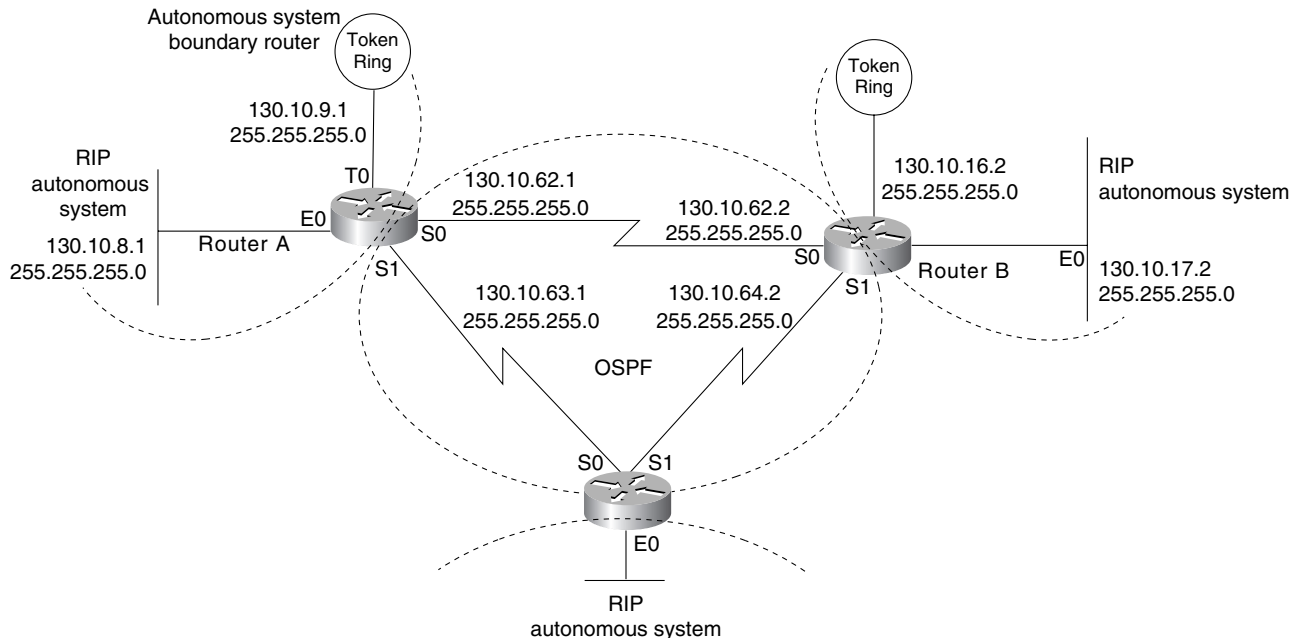 Autonomous system
boundary router
Token
Ring
Token
Ring
130.10.9.1
255.255.255.0
RIP
autonomous
system
130.10.16.2
255.255.255.0
RIP
autonomous system
T0
130.10.62.1
255.255.255.0
130.10.62.2
255.255.255.0
E0
S0
130.10.8.1
255.255.255.0
Router A
S1
S0
Router B
E0
S1
130.10.17.2
255.255.255.0
130.10.63.1
255.255.255.0
130.10.64.2
255.255.255.0
OSPF
S0
S1
E0
RIP
autonomous system